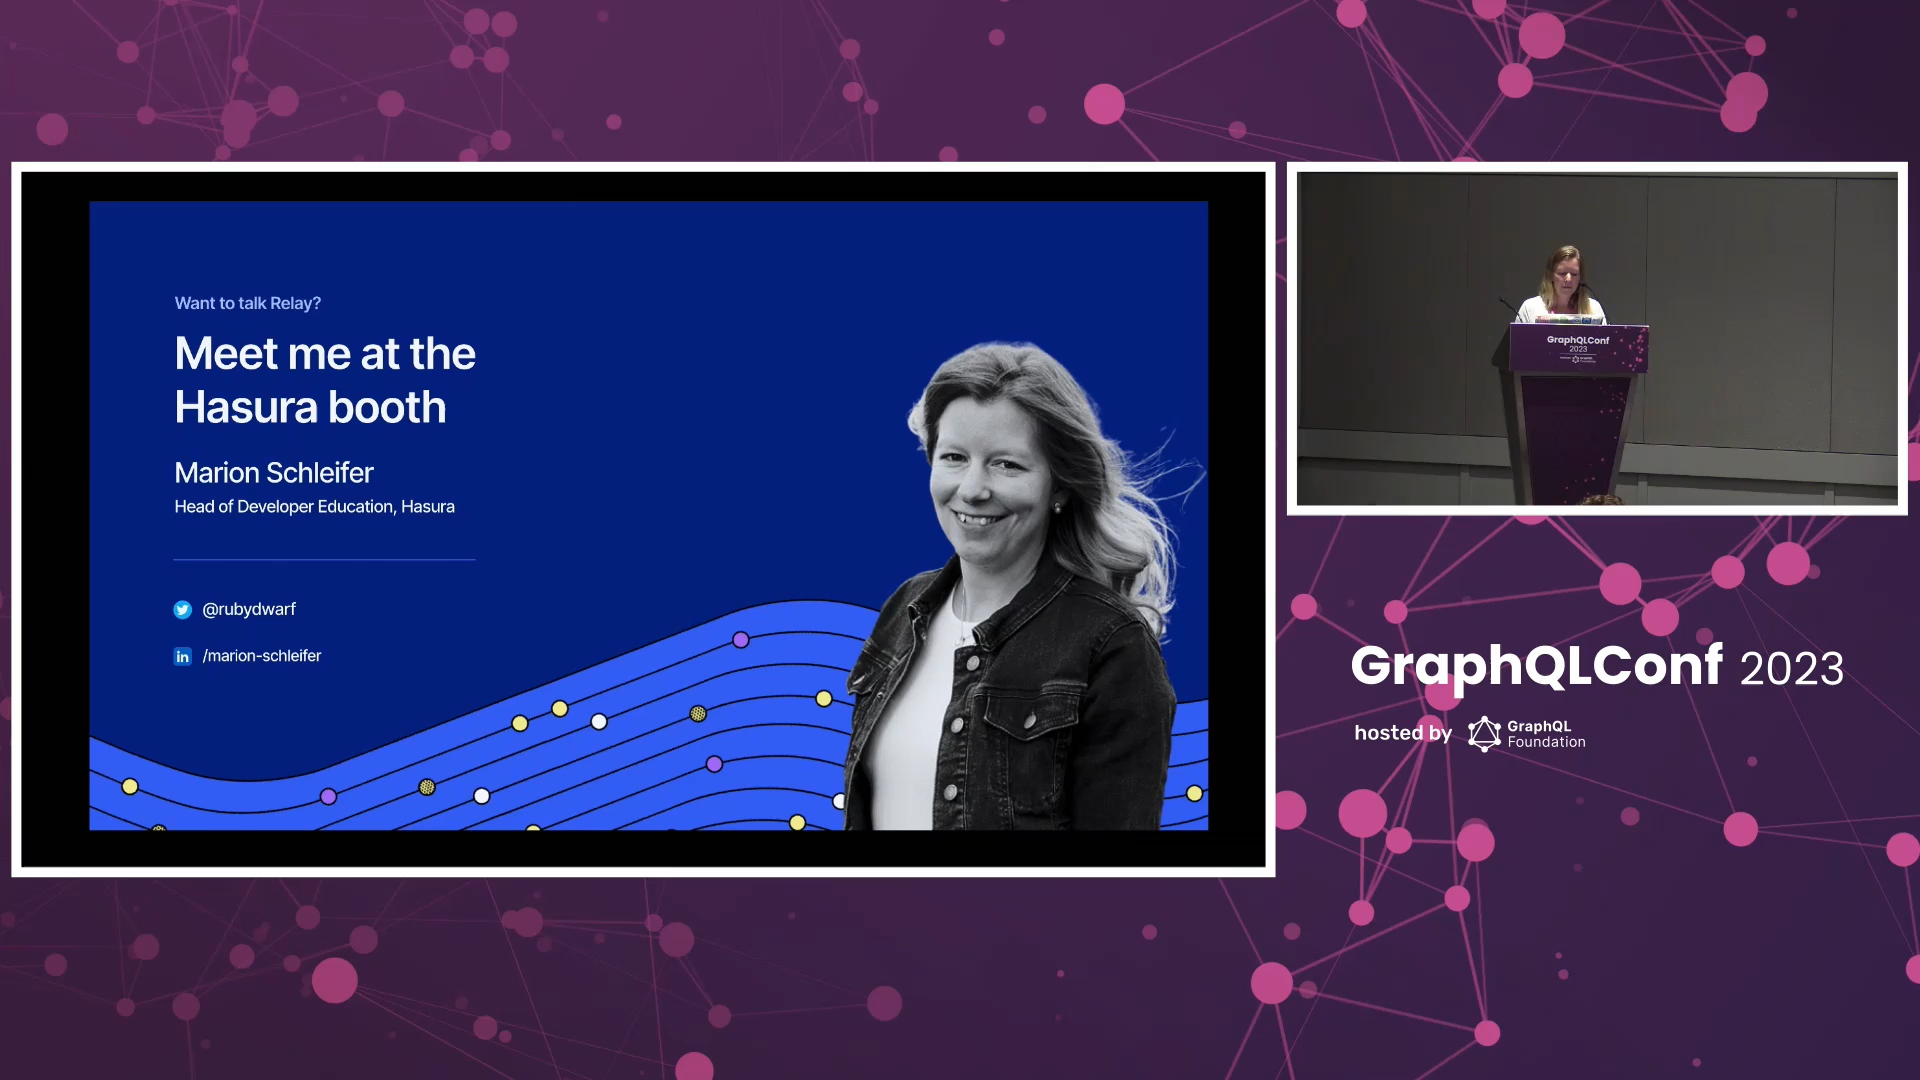 Want to talk Relay?
Meet me at the
Hasura booth
Marion Schleifer
Head of Developer Education, Hasura
@rubydwarf
in /marion-schleifer
GraphQLConf
2023
GraphQLConf 2023
hosted by GraphQL
Foundation